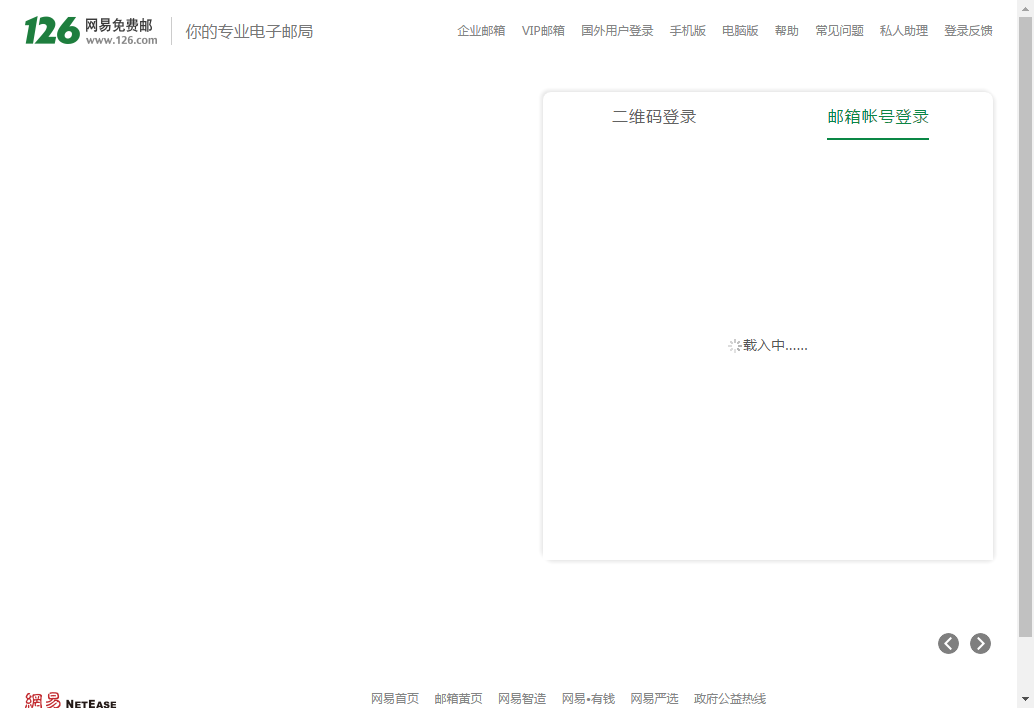 126 网易免费邮 www.126.com 你的专业电子邮局 企业邮箱 VIP邮箱 国外用户登录 手机版 电脑版 帮助 常见问题 私人助理 登录反馈
二维码登录 邮箱帐号登录
载入中......
網易 NETEASE 网易首页 邮箱黄页 网易智造 网易•有钱 网易严选 政府公益热线